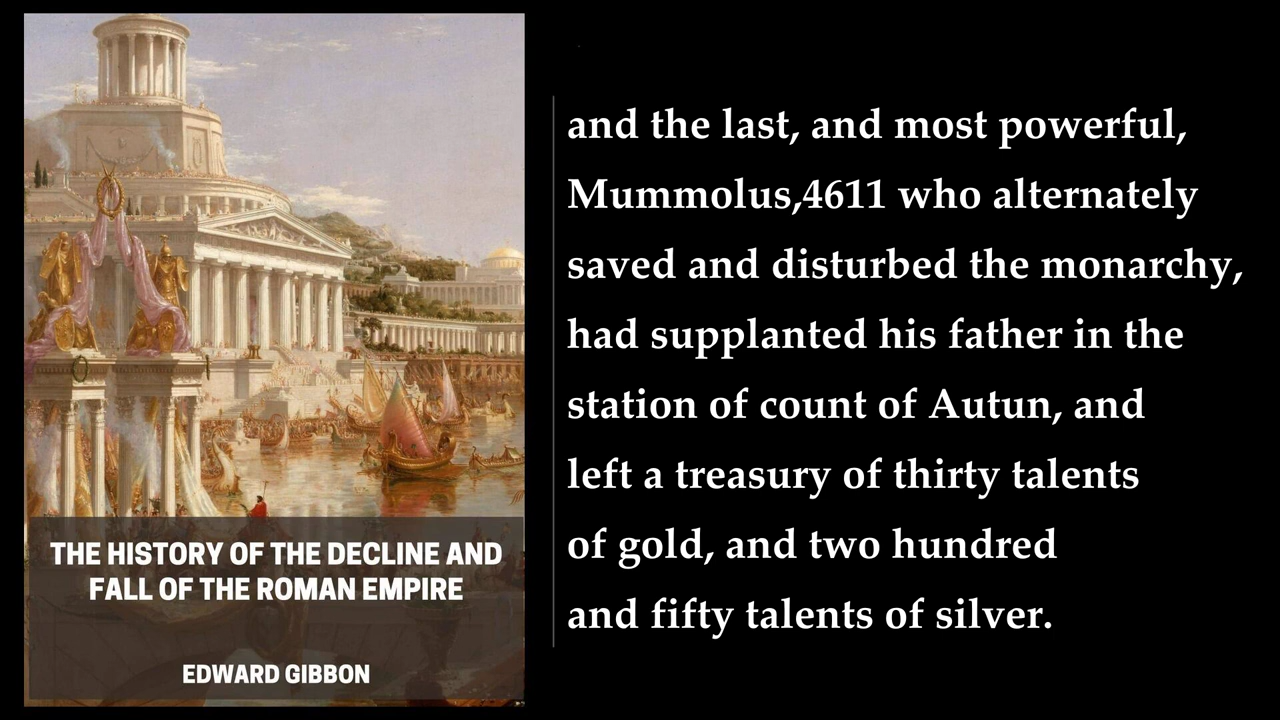 THE HISTORY OF THE DECLINE AND
FALL OF THE ROMAN EMPIRE
EDWARD GIBBON
and the last, and most powerful,
Mummolus,4611 who alternately
saved and disturbed the monarchy,
had supplanted his father in the
station of count of Autun, and
left a treasury of thirty talents
of gold, and two hundred
and fifty talents of silver.